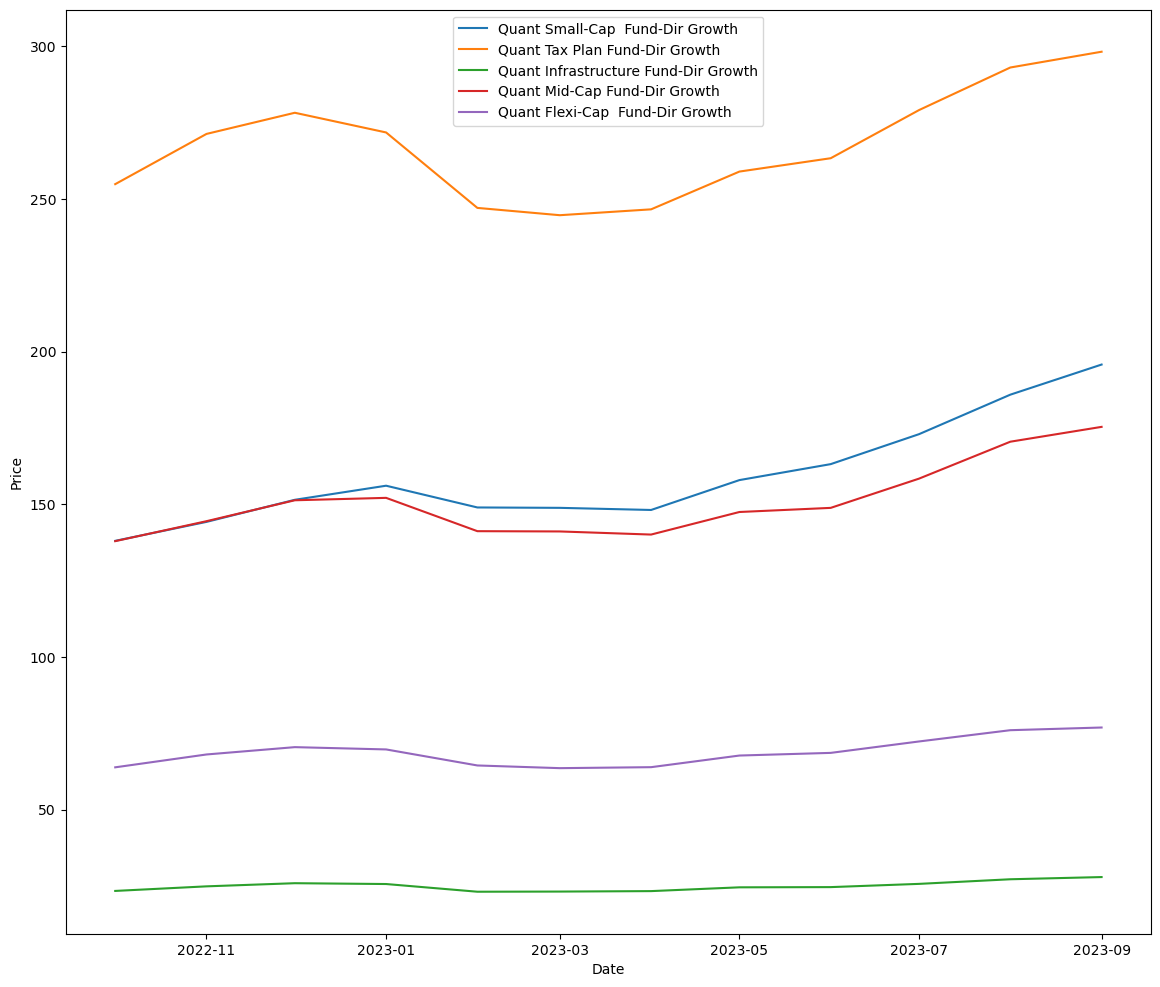 Quant Small-Cap  Fund-Dir Growth
Quant Tax Plan Fund-Dir Growth
Quant Infrastructure Fund-Dir Growth
Quant Mid-Cap Fund-Dir Growth
Quant Flexi-Cap  Fund-Dir Growth
300
250
200
150
100
50
Price
2022-11 2023-01 2023-03 2023-05 2023-07 2023-09
Date